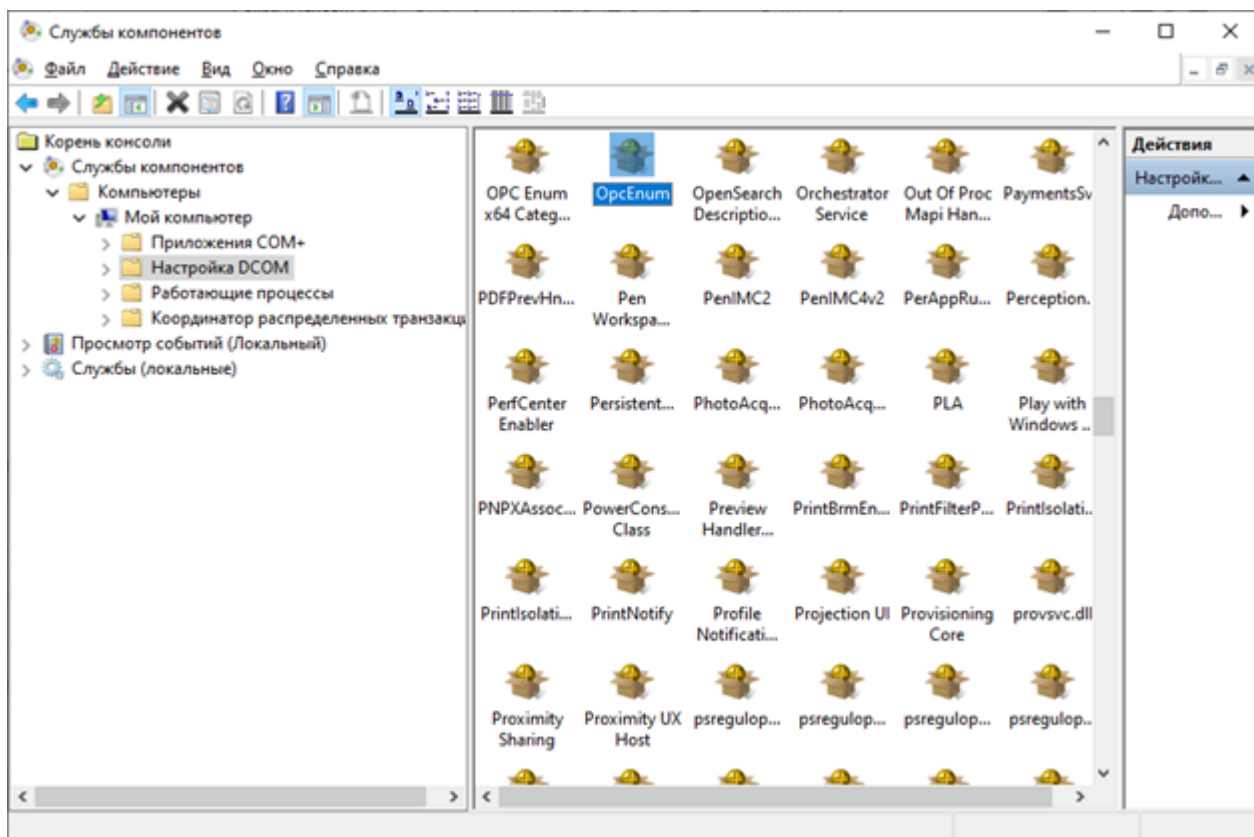 Службы компонентов
Файл Действие Вид Окно Справка
Корень консоли
Службы компонентов
Компьютеры
Мой компьютер
Приложения COM+
Настройка DCOM
Работающие процессы
Координатор распределенных транзакц
Просмотр событий (Локальный)
Службы (локальные)
OPC Enum OpcEnum OpenSearch Orchestrator Out Of Proc PaymentsSv
x64 Categ... Descriptio... Service Mapi Han...
PDFPrevHn... Pen PenIMC2 PenIMC4v2 PerAppRu... Perception.
Workspa...
PerfCenter Persistent... PhotoAcq... PhotoAcq... PLA Play with
Enabler Windows ..
PNPXAssoc... PowerCons... Preview PrintBrmEn... PrintFilterP... PrintIsolati..
Class Handler...
PrintIsolati... PrintNotify Profile Projection UI Provisioning provsvc.dll
Notificati... Core
Proximity Proximity UX psregulop... psregulop... psregulop... psregulop..
Sharing Host
Действия
Настройк...
Допо...